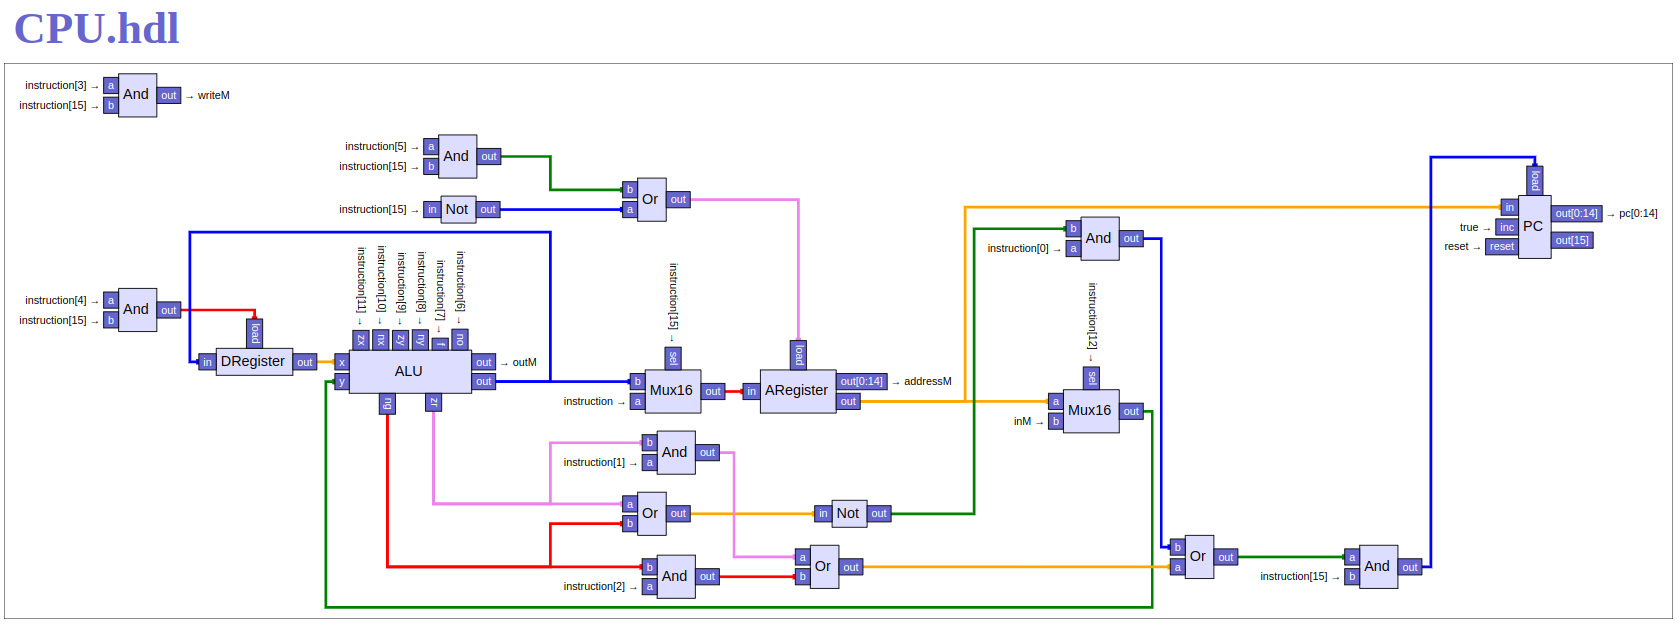 CPU.hdl
instruction[3] → a
And
out → writeM
instruction[15] → b
instruction[5] → a
And
out
instruction[15] → b
instruction[15] → in
Not
out
b
Or
out
a
load
in
out[0:14] → pc[0:14]
true → inc
PC
reset → reset
out[15]
b
And
out
instruction[0] → a
instruction[11] → zx
instruction[10] → nx
instruction[9] → zy
instruction[8] → ny
instruction[7] → f
instruction[6] → no
instruction[15] → sel
instruction[12] → sel
instruction[4] → a
And
out
instruction[15] → b
load
in
DRegister
out
x
ALU
out → outM
y
out
ng
zr
b
Mux16
out
instruction → a
load
in
ARegister
out[0:14] → addressM
out
a
Mux16
out
inM → b
b
And
out
instruction[1] → a
a
Or
out
b
in
Not
out
b
And
out
instruction[2] → a
a
Or
out
b
b
Or
out
a
a
And
out
instruction[15] → b